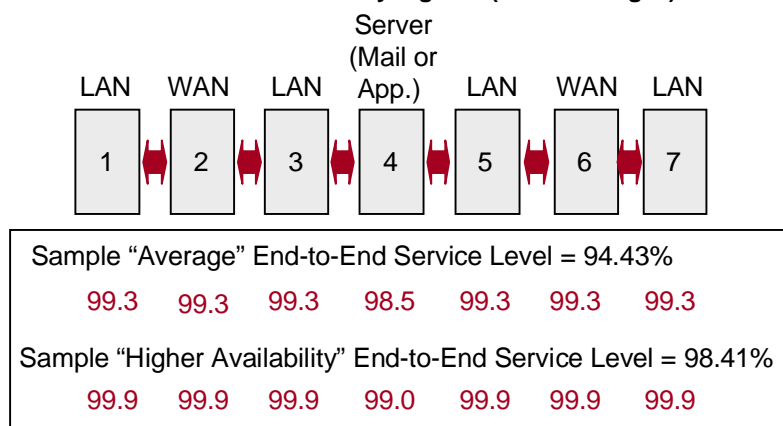 Server
(Mail or
LAN WAN LAN App.) LAN WAN LAN
1 2 3 4 5 6 7
Sample “Average” End-to-End Service Level = 94.43%
99.3 99.3 99.3 98.5 99.3 99.3 99.3
Sample “Higher Availability” End-to-End Service Level = 98.41%
99.9 99.9 99.9 99.0 99.9 99.9 99.9